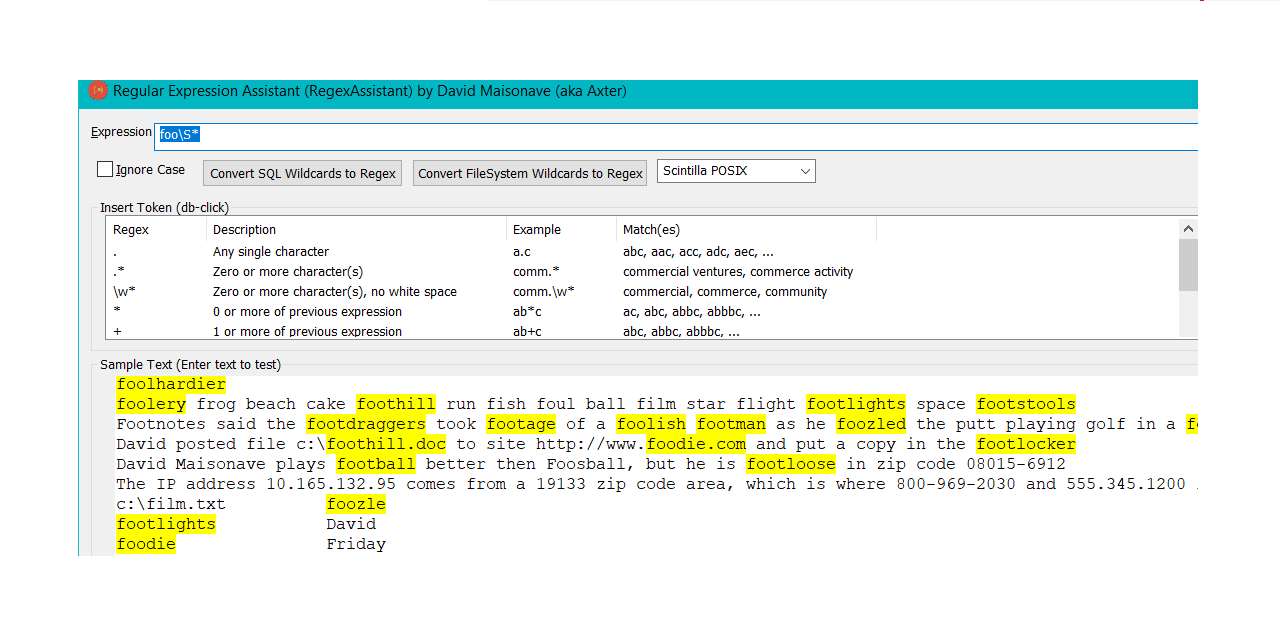 Regular Expression Assistant (RegexAssistant) by David Maisonave (aka Axter)
Expression foo\S*
Ignore Case Convert SQL Wildcards to Regex Convert FileSystem Wildcards to Regex Scintilla POSIX
Insert Token (db-click)
Regex Description Example Match(es)
. Any single character a.c abc, aac, acc, adc, aec, ...
.* Zero or more character(s) comm.* commercial ventures, commerce activity
\w* Zero or more character(s), no white space comm.\w* commercial, commerce, community
* 0 or more of previous expression ab*c ac, abc, abbc, abbbc, ...
+ 1 or more of previous expression ab+c abc, abbc, abbbc, ...
Sample Text (Enter text to test)
foolhardier
foolery frog beach cake foothill run fish foul ball film star flight footlights space footstools
Footnotes said the footdraggers took footage of a foolish footman as he foozled the putt playing golf in a
David posted file c:\foothill.doc to site http://www.foodie.com and put a copy in the footlocker
David Maisonave plays football better then Foosball, but he is footloose in zip code 08015-6912
The IP address 10.165.132.95 comes from a 19133 zip code area, which is where 800-969-2030 and 555.345.1200
c:\film.txt foozle
footlights David
foodie Friday